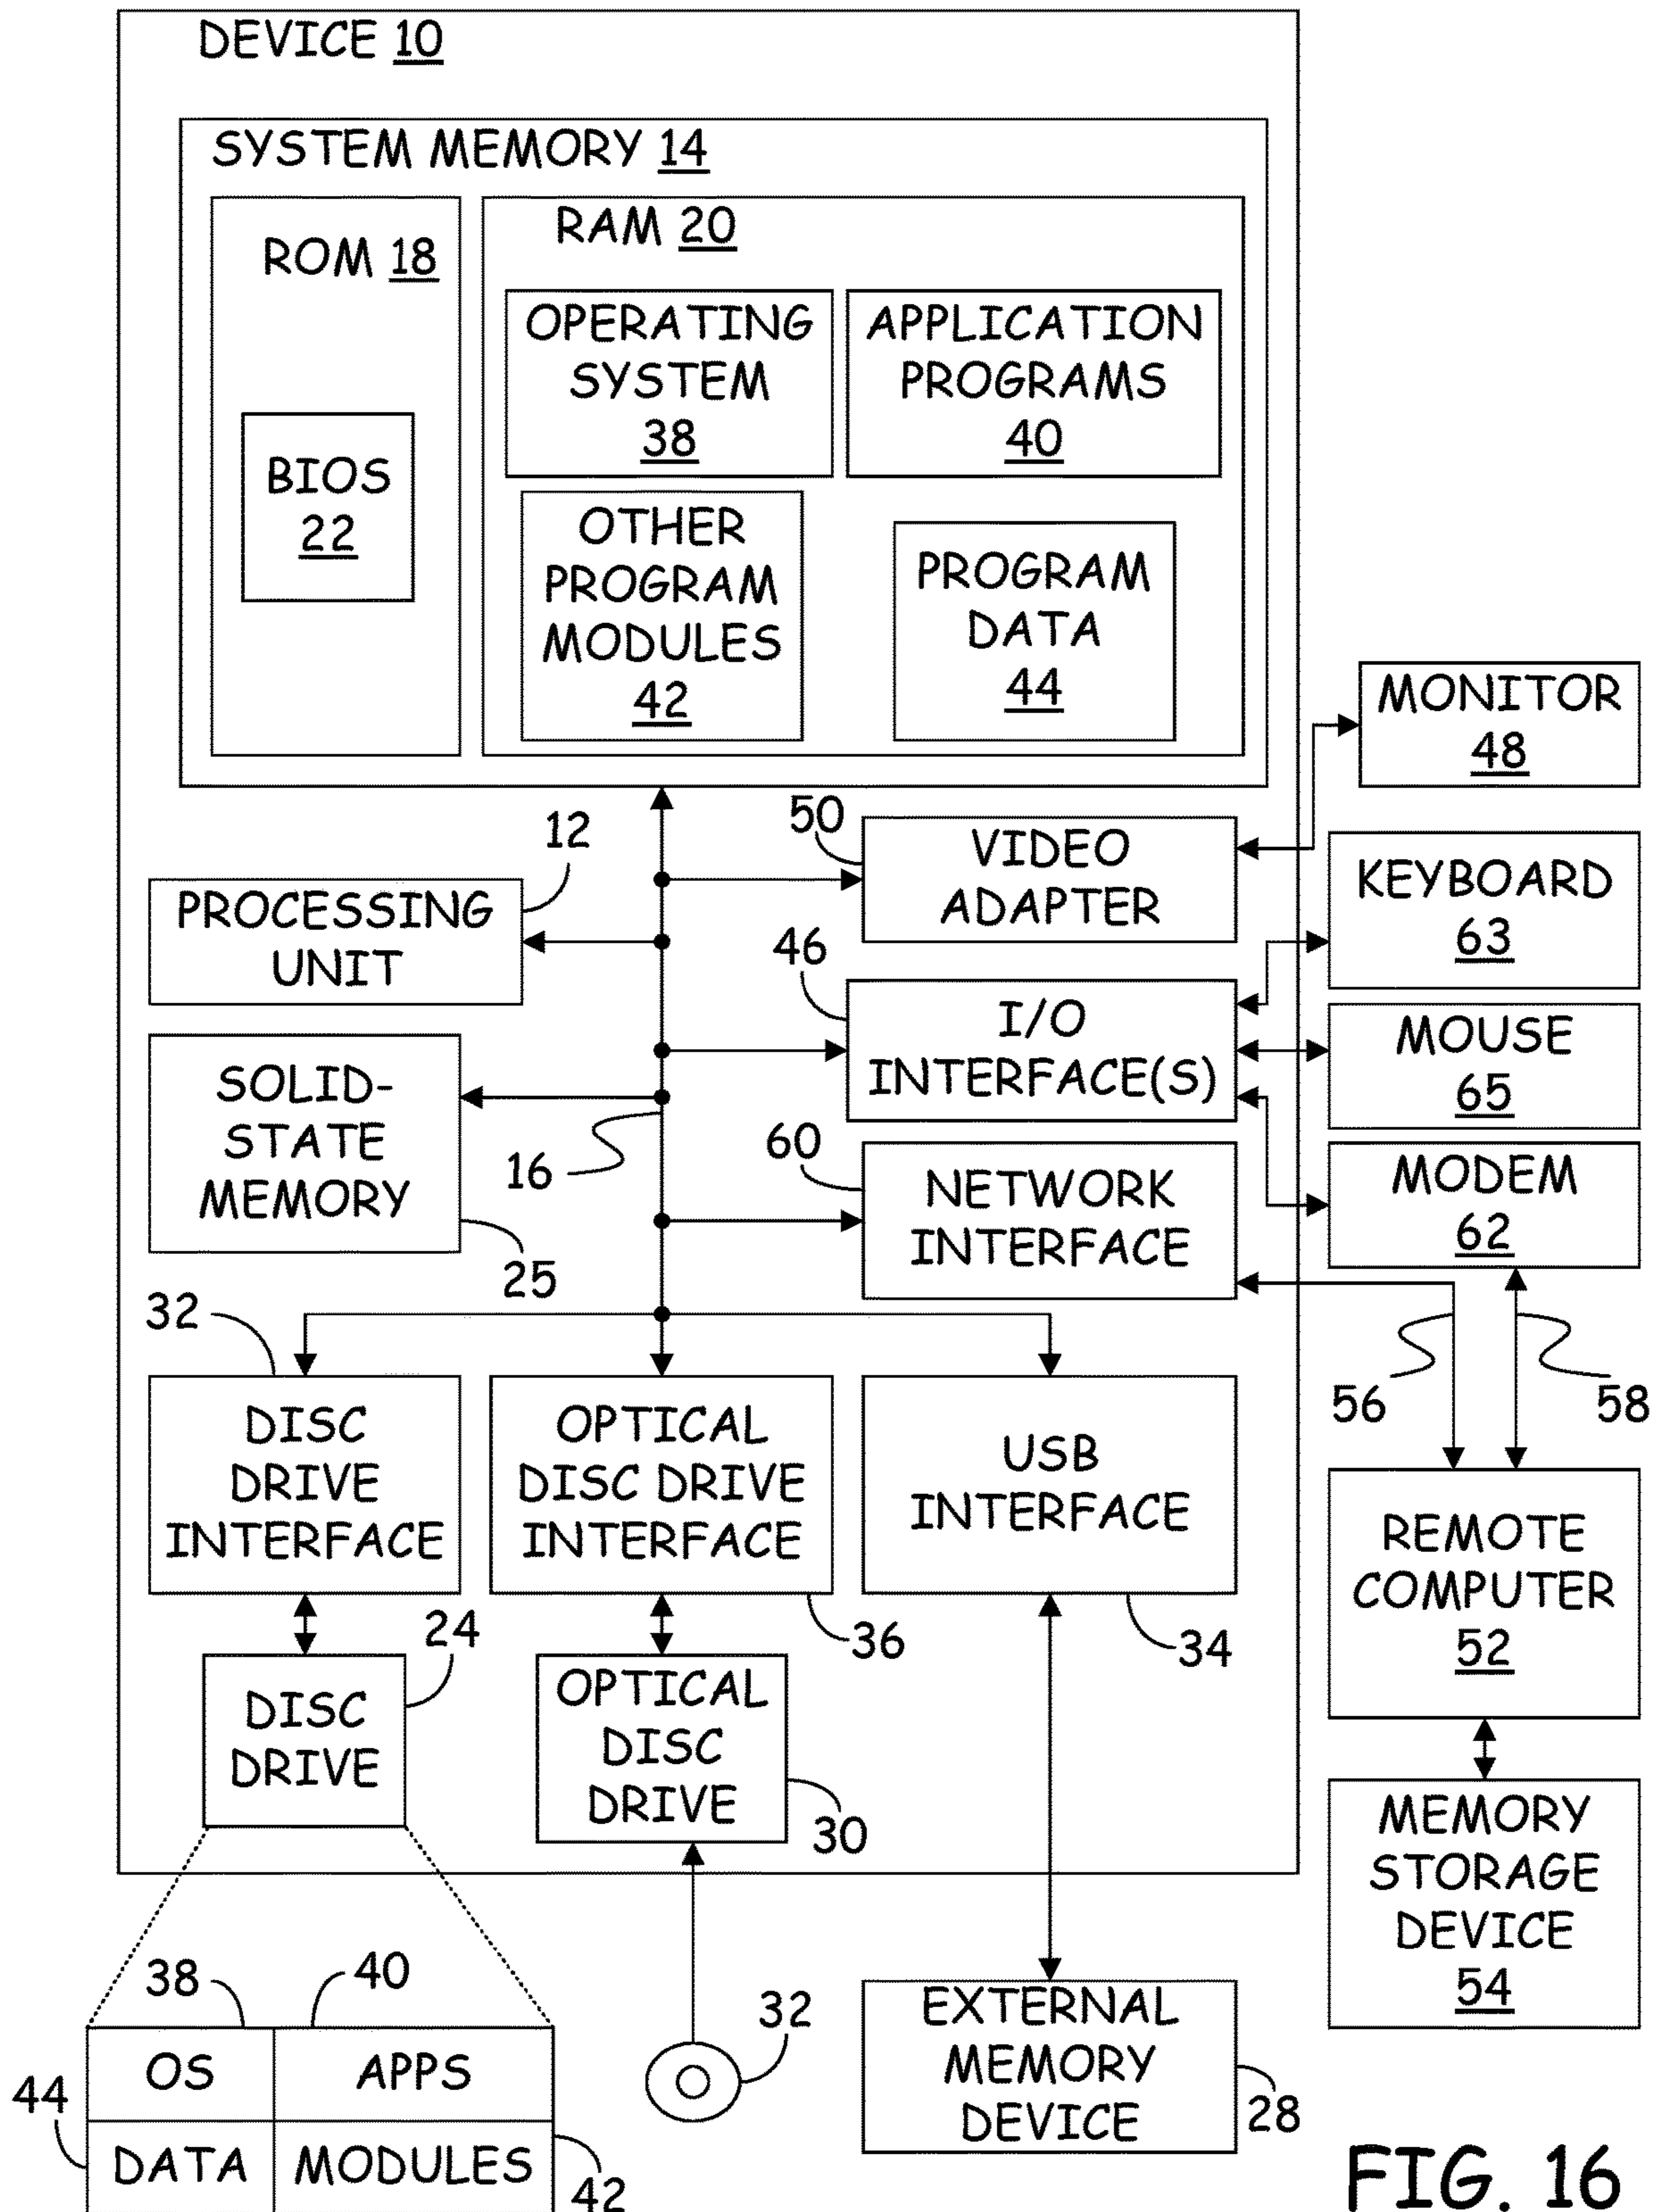 DEVICE 10
SYSTEM MEMORY 14
ROM 18
BIOS
22
RAM 20
OPERATING
SYSTEM
38
APPLICATION
PROGRAMS
40
OTHER
PROGRAM
MODULES
42
PROGRAM
DATA
44
MONITOR
48
12
PROCESSING
UNIT
50
VIDEO
ADAPTER
KEYBOARD
63
46
I/O
INTERFACE(S)
MOUSE
65
SOLID-
STATE
MEMORY
25
16
60
NETWORK
INTERFACE
MODEM
62
56
58
32
DISC
DRIVE
INTERFACE
OPTICAL
DISC DRIVE
INTERFACE
36
USB
INTERFACE
34
REMOTE
COMPUTER
52
24
DISC
DRIVE
OPTICAL
DISC
DRIVE
30
MEMORY
STORAGE
DEVICE
54
38
40
OS
APPS
44
DATA
MODULES
42
32
EXTERNAL
MEMORY
DEVICE
28
FIG. 16